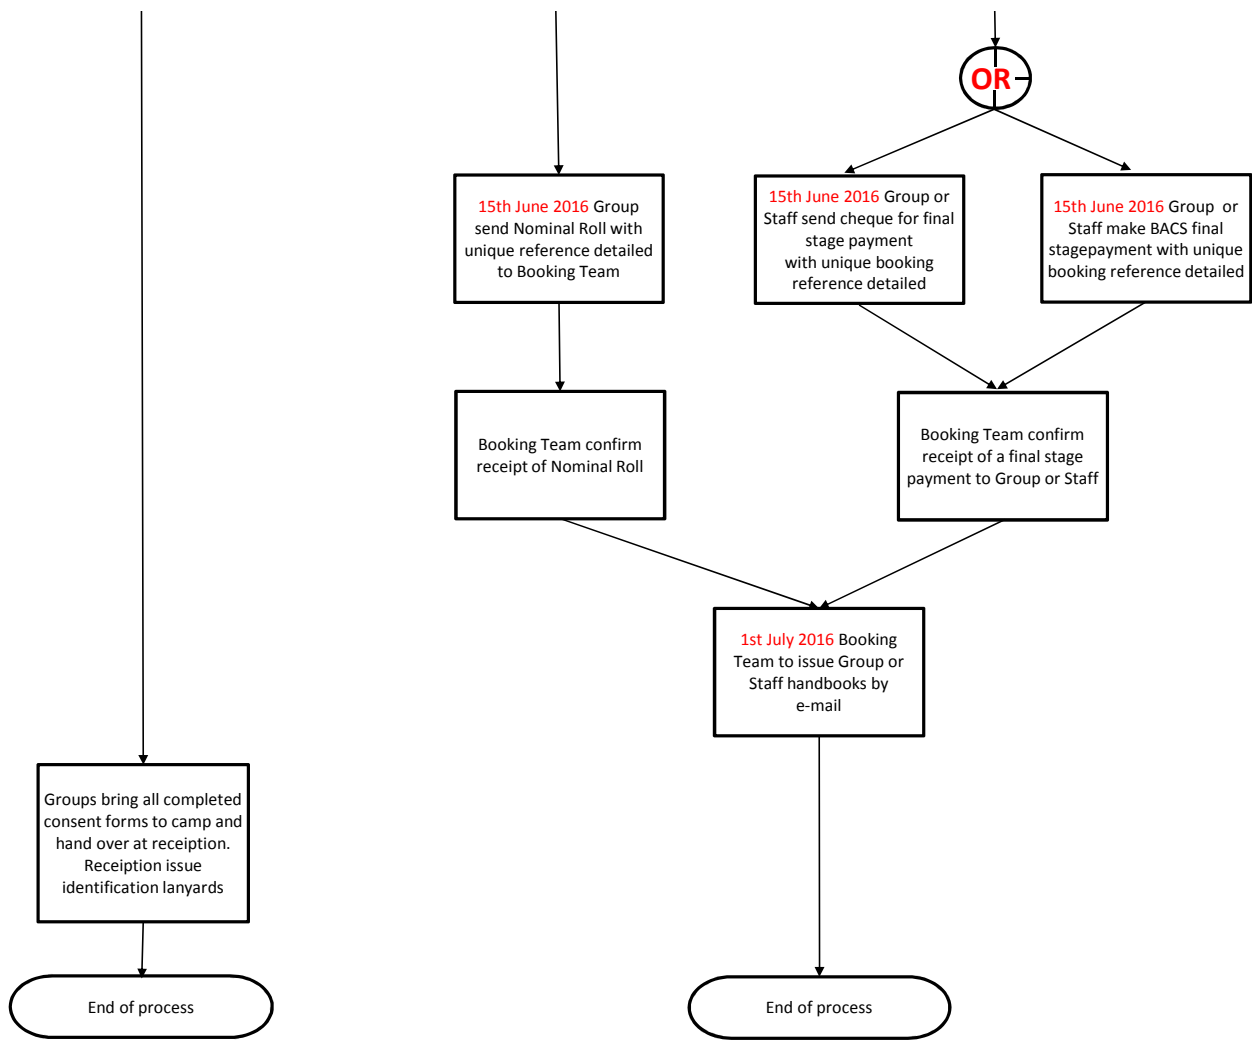 OR
15th June 2016 Group
send Nominal Roll with
unique reference detailed
to Booking Team
15th June 2016 Group or
Staff send cheque for final
stage payment
with unique booking
reference detailed
15th June 2016 Group  or
Staff make BACS final
stagepayment with unique
booking reference detailed
Booking Team confirm
receipt of Nominal Roll
Booking Team confirm
receipt of a final stage
payment to Group or Staff
1st July 2016 Booking
Team to issue Group or
Staff handbooks by
e-mail
Groups bring all completed
consent forms to camp and
hand over at receiption.
Receiption issue
identification lanyards
End of process
End of process